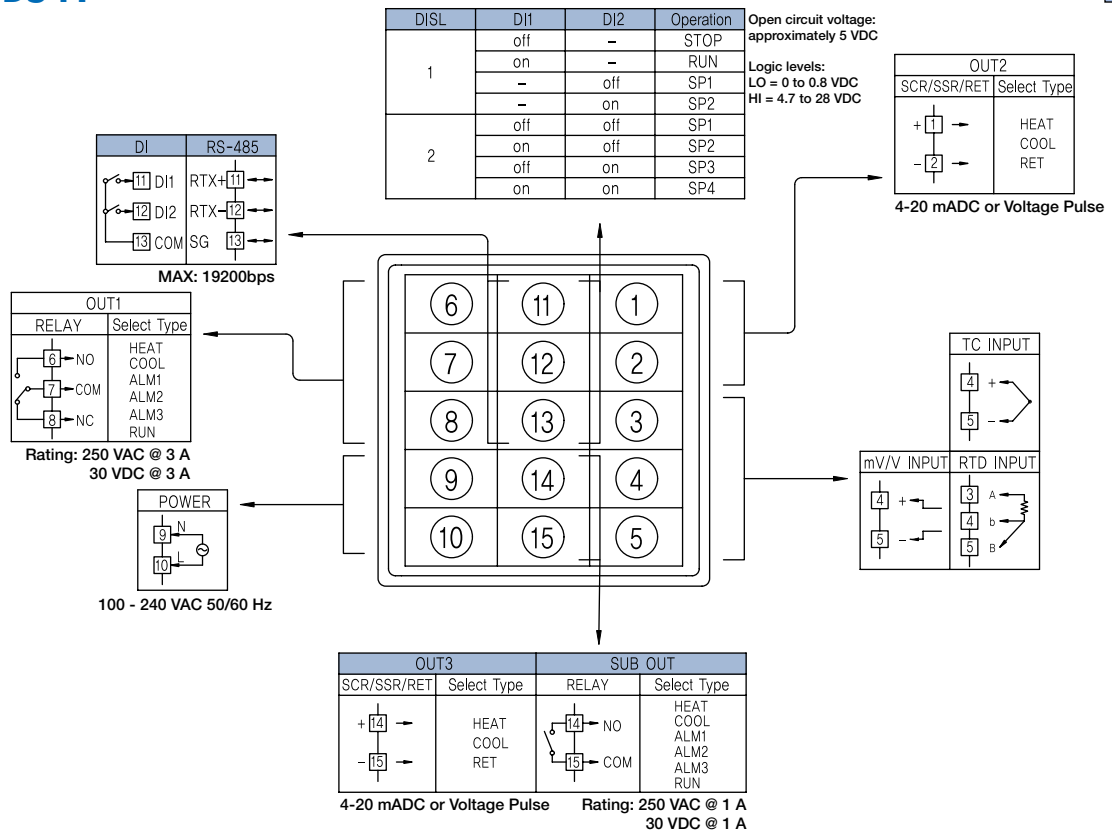 DISL DI1 DI2 Operation
1 off – STOP
on – RUN
– off SP1
– on SP2
2 off off SP1
on off SP2
off on SP3
on on SP4
Open circuit voltage:
approximately 5 VDC
Logic levels:
LO = 0 to 0.8 VDC
HI = 4.7 to 28 VDC
OUT2
SCR/SSR/RET Select Type
+ 1 HEAT
COOL
- 2 RET
4-20 mADC or Voltage Pulse
DI RS-485
11 DI1 RTX+ 11
12 DI2 RTX- 12
13 COM SG 13
MAX: 19200bps
OUT1
RELAY Select Type
6 NO
7 COM
8 NC
HEAT
COOL
ALM1
ALM2
ALM3
RUN
Rating: 250 VAC @ 3 A
30 VDC @ 3 A
POWER
9 N
10 L
100 - 240 VAC 50/60 Hz
6 11 1
7 12 2
8 13 3
9 14 4
10 15 5
TC INPUT
4 +
5 -
mV/V INPUT
4 +
5 -
RTD INPUT
3 A
4 b
5 B
OUT3
SCR/SSR/RET Select Type
+ 14 HEAT
COOL
- 15 RET
4-20 mADC or Voltage Pulse
SUB OUT
RELAY Select Type
14 NO
15 COM
HEAT
COOL
ALM1
ALM2
ALM3
RUN
Rating: 250 VAC @ 1 A
30 VDC @ 1 A